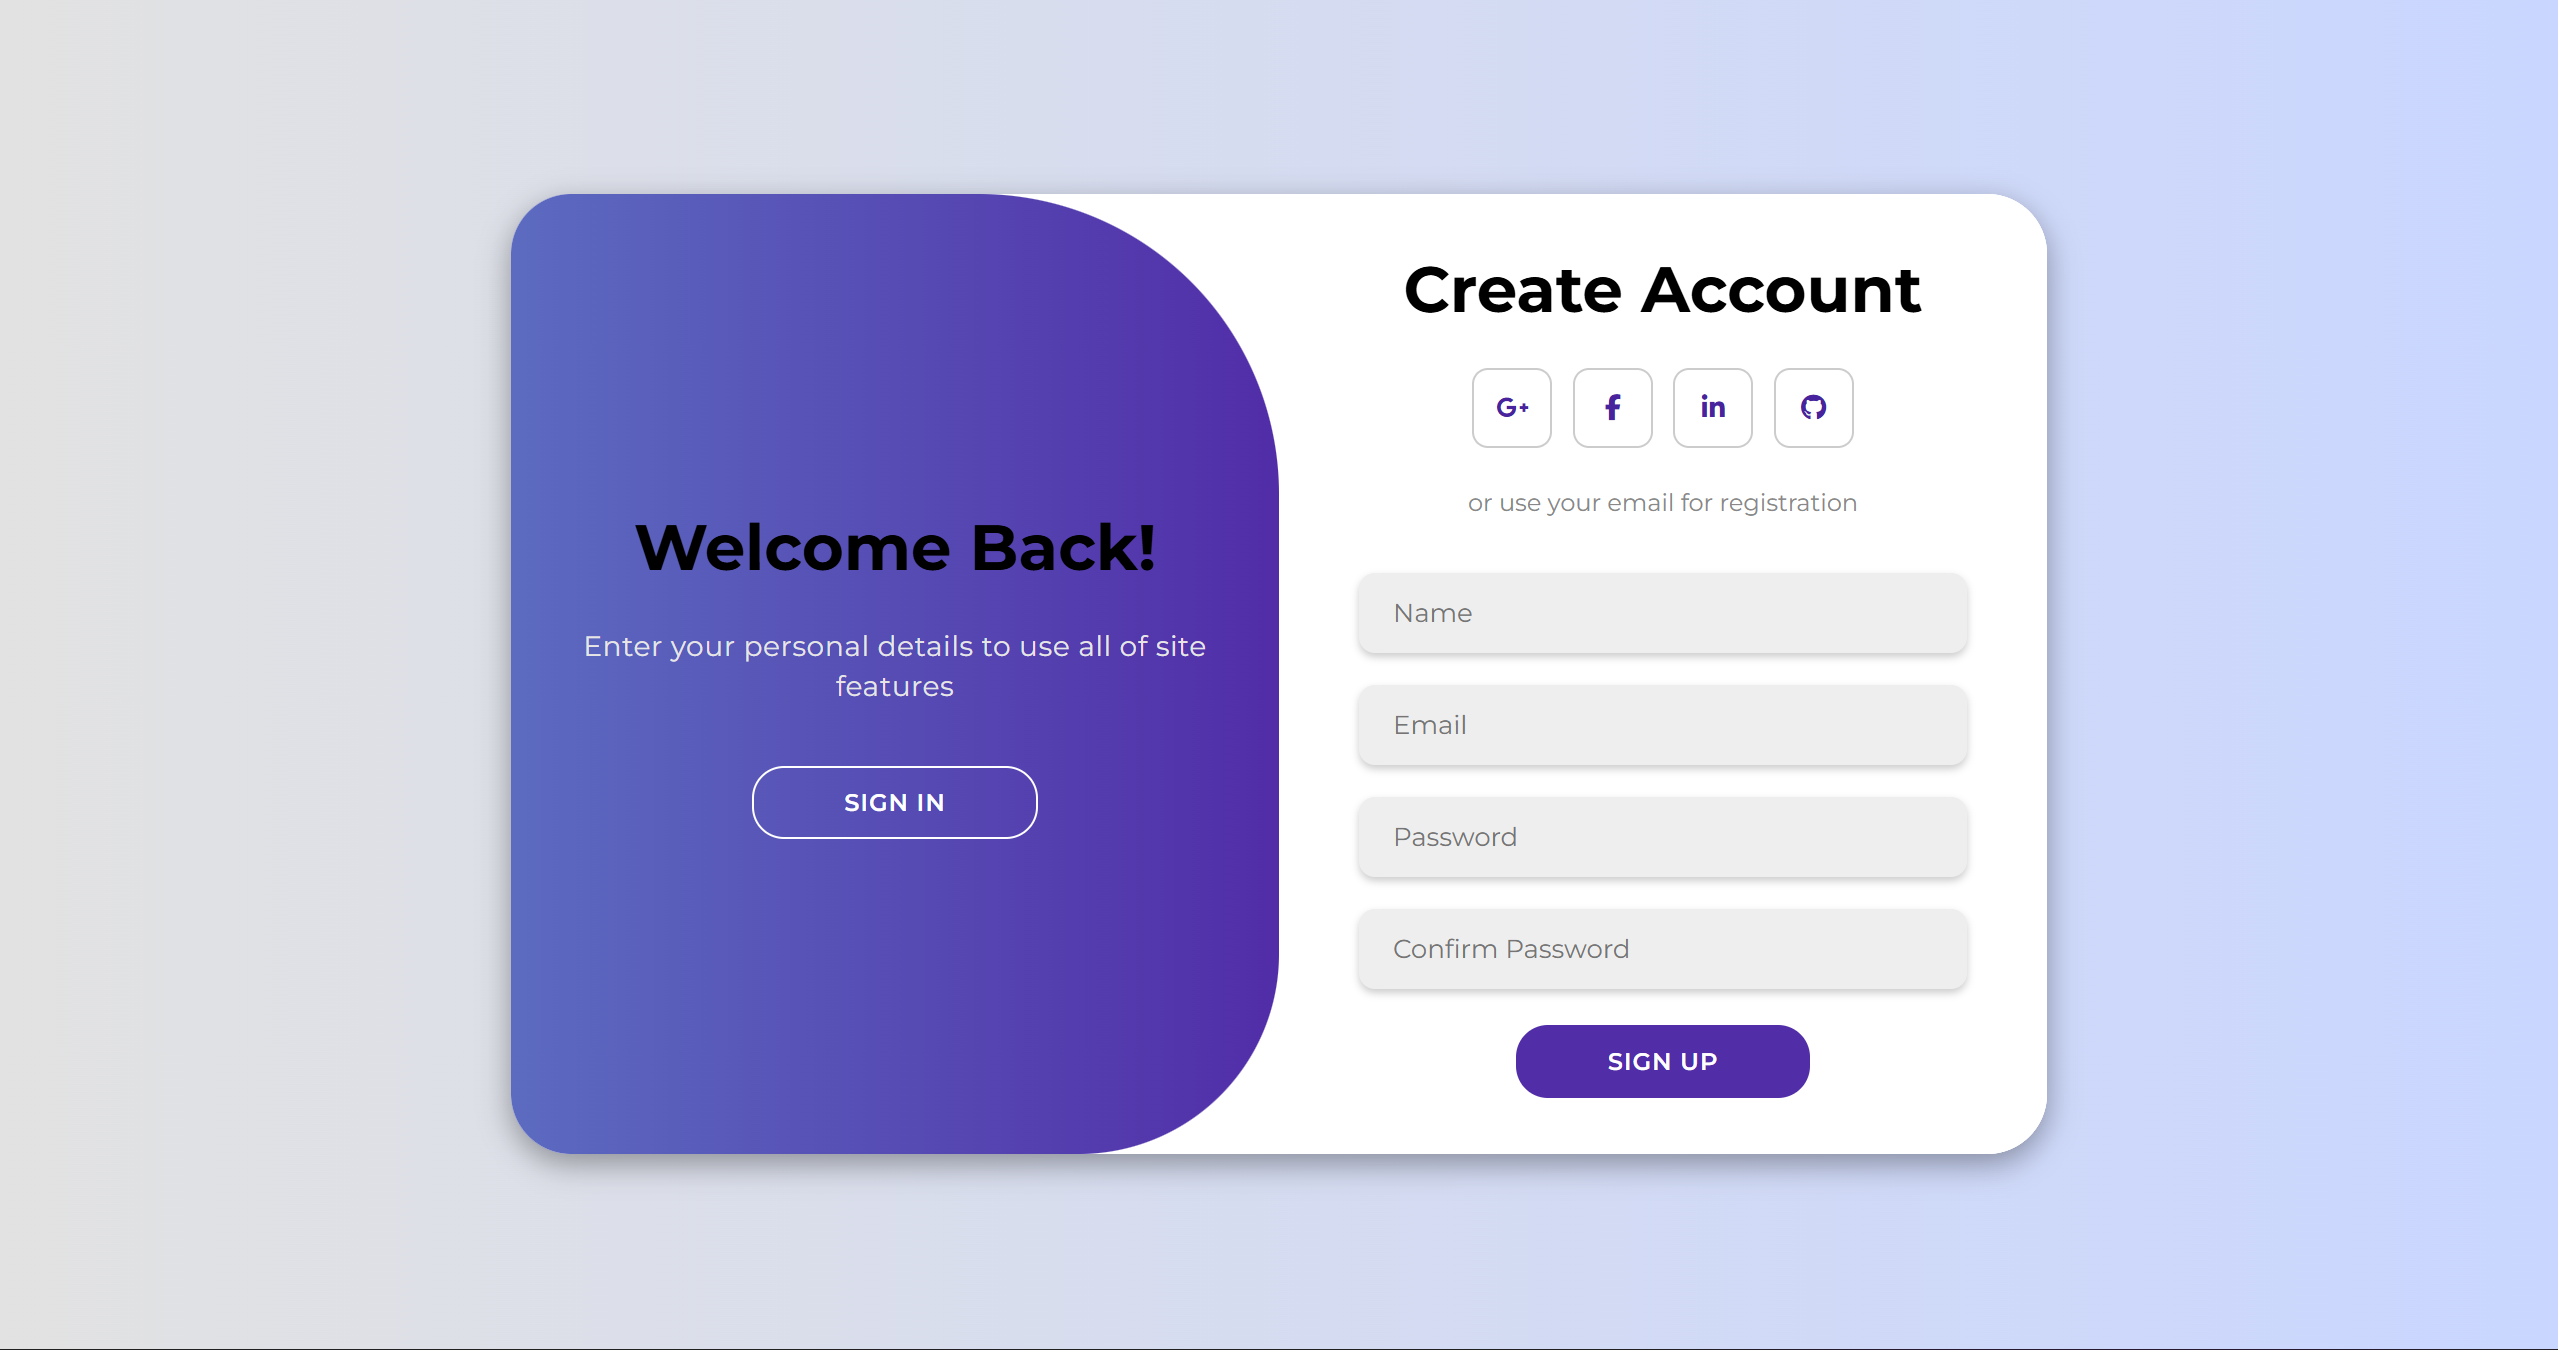 Welcome Back!
Enter your personal details to use all of site
features
SIGN IN
Create Account
G+
f
in
or use your email for registration
Name
Email
Password
Confirm Password
SIGN UP